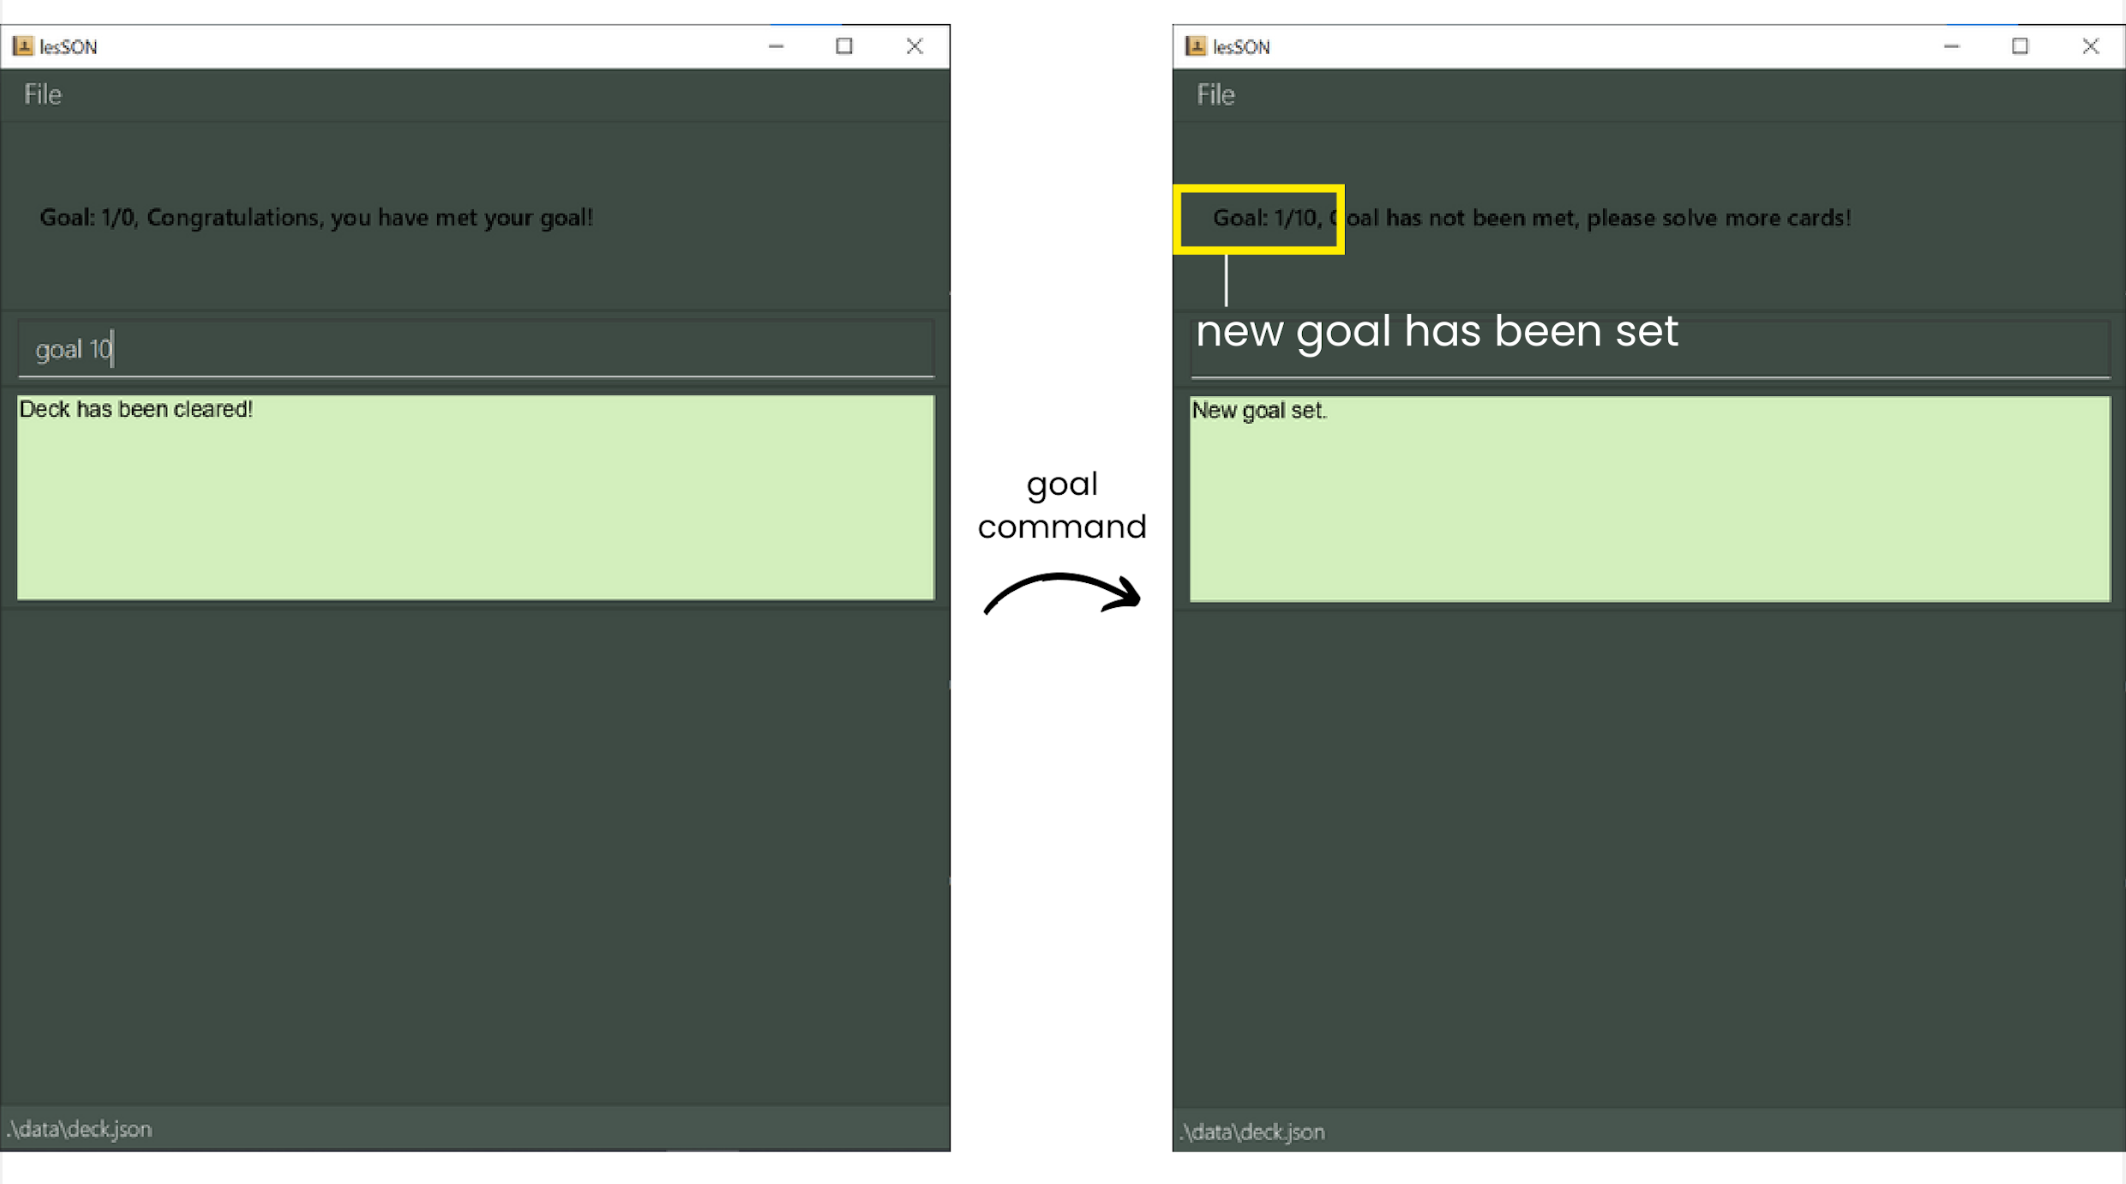 lesSON
File
Goal: 1/0, Congratulations, you have met your goal!
goal 10
Deck has been cleared!
.\data\deck.json
goal
command
lesSON
File
Goal: 1/10, Goal has not been met, please solve more cards!
new goal has been set
New goal set.
.\data\deck.json